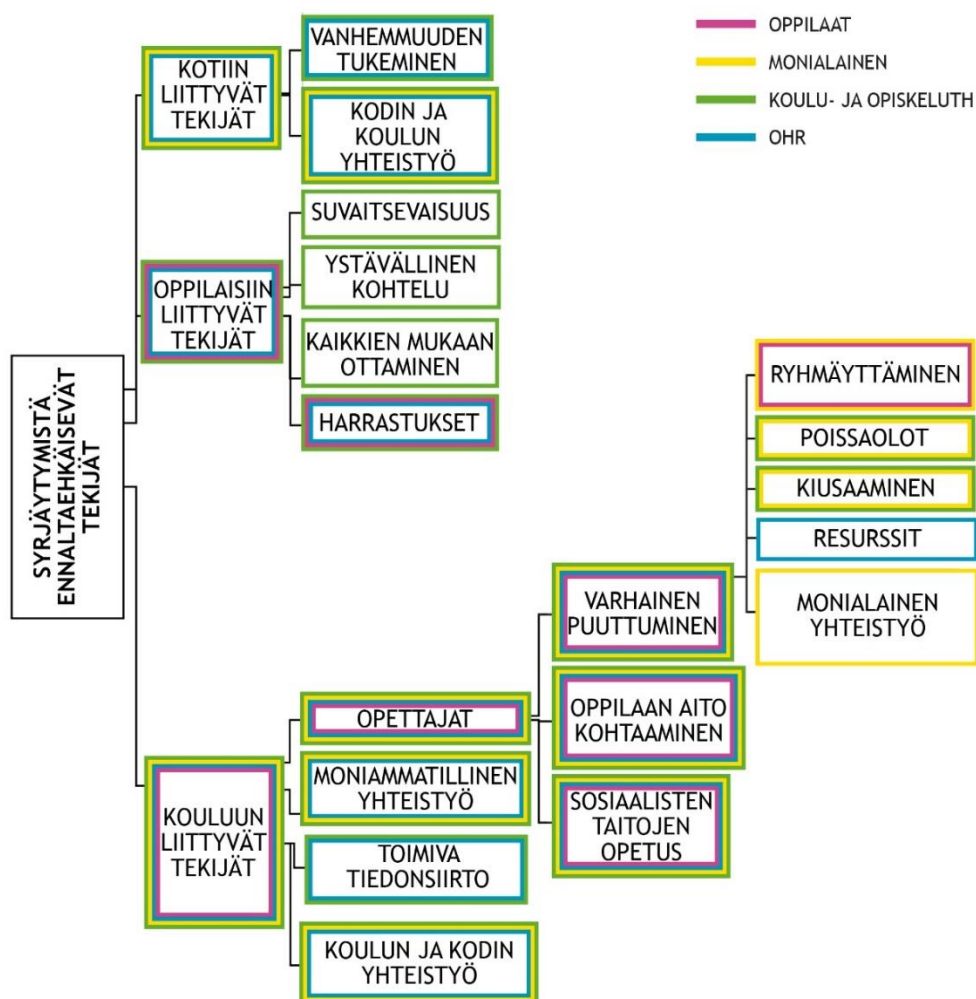 OPPILAAT
MONIALAINEN
KOULU- JA OPISKELUTH
OHR
SYRJÄYTYMISTÄ
ENNALTAEHKÄISEVÄT
TEKIJÄT
KOTIIN
LIITTYVÄT
TEKIJÄT
VANHEMMUUDEN
TUKEMINEN
KODIN JA
KOULUN
YHTEISTYÖ
OPPILAISIIN
LIITTYVÄT
TEKIJÄT
SUVAITSEVAISUUS
YSTÄVÄLLINEN
KOHTELU
KAIKKIEN MUKAAN
OTTAMINEN
HARRASTUKSET
KOULUUN
LIITTYVÄT
TEKIJÄT
OPETTAJAT
MONIAMMATILLINEN
YHTEISTYÖ
TOIMIVA
TIEDONSIIRTO
KOULUN JA KODIN
YHTEISTYÖ
VARHAINEN
PUUTTUMINEN
OPPILAAN AITO
KOHTAAMINEN
SOSIAALISTEN
TAITOJEN
OPETUS
RYHMÄYTTÄMINEN
POISSAOLOT
KIUSAAMINEN
RESURSSIT
MONIALAINEN
YHTEISTYÖ